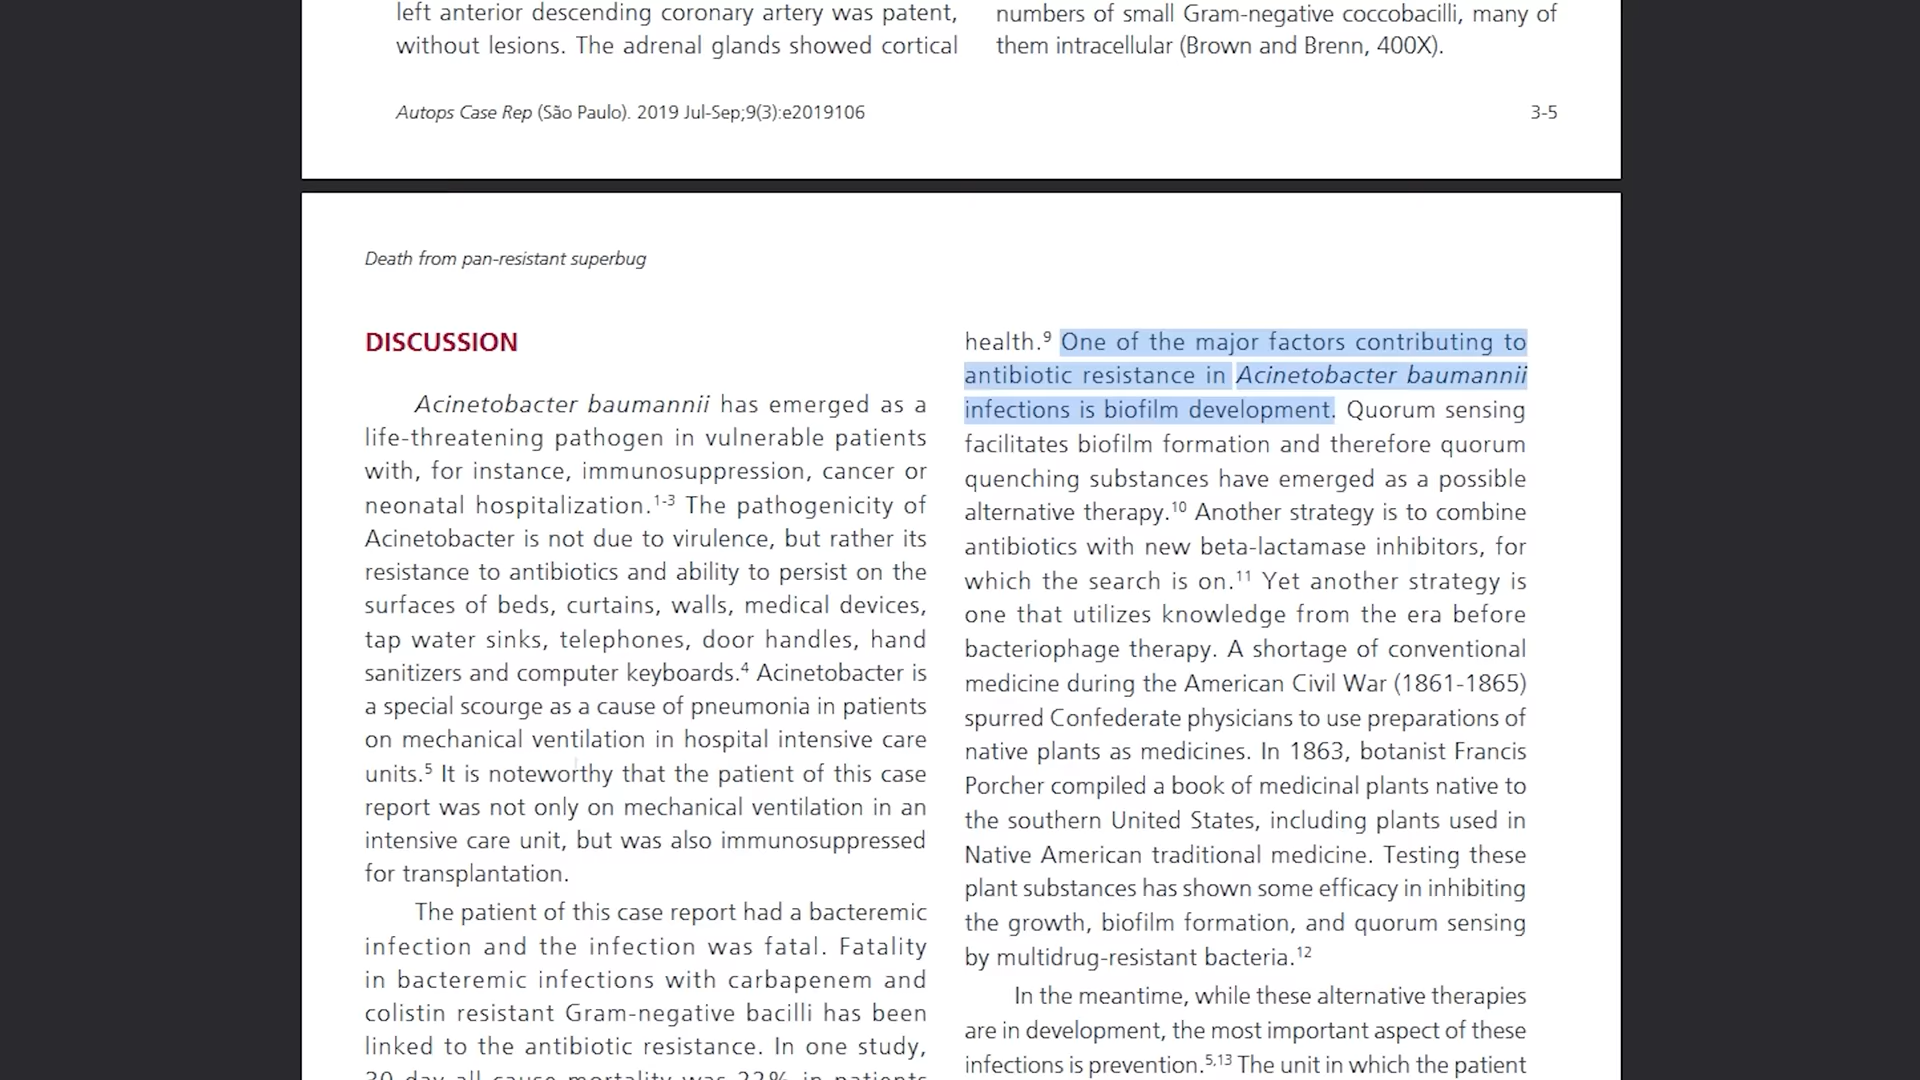 left anterior descending coronary artery was patent,
without lesions. The adrenal glands showed cortical
numbers of small Gram-negative coccobacilli, many of
them intracellular (Brown and Brenn, 400X).
Autops Case Rep (São Paulo). 2019 Jul-Sep;9(3):e2019106
3-5
Death from pan-resistant superbug
DISCUSSION
Acinetobacter baumannii has emerged as a
life-threatening pathogen in vulnerable patients
with, for instance, immunosuppression, cancer or
neonatal hospitalization.1-3 The pathogenicity of
Acinetobacter is not due to virulence, but rather its
resistance to antibiotics and ability to persist on the
surfaces of beds, curtains, walls, medical devices,
tap water sinks, telephones, door handles, hand
sanitizers and computer keyboards.4 Acinetobacter is
a special scourge as a cause of pneumonia in patients
on mechanical ventilation in hospital intensive care
units.5 It is noteworthy that the patient of this case
report was not only on mechanical ventilation in an
intensive care unit, but was also immunosuppressed
for transplantation.
The patient of this case report had a bacteremic
infection and the infection was fatal. Fatality
in bacteremic infections with carbapenem and
colistin resistant Gram-negative bacilli has been
linked to the antibiotic resistance. In one study,
30 day all cause mortality was 22% in patients
health.9 One of the major factors contributing to
antibiotic resistance in Acinetobacter baumannii
infections is biofilm development. Quorum sensing
facilitates biofilm formation and therefore quorum
quenching substances have emerged as a possible
alternative therapy.10 Another strategy is to combine
antibiotics with new beta-lactamase inhibitors, for
which the search is on.11 Yet another strategy is
one that utilizes knowledge from the era before
bacteriophage therapy. A shortage of conventional
medicine during the American Civil War (1861-1865)
spurred Confederate physicians to use preparations of
native plants as medicines. In 1863, botanist Francis
Porcher compiled a book of medicinal plants native to
the southern United States, including plants used in
Native American traditional medicine. Testing these
plant substances has shown some efficacy in inhibiting
the growth, biofilm formation, and quorum sensing
by multidrug-resistant bacteria.12
In the meantime, while these alternative therapies
are in development, the most important aspect of these
infections is prevention.5,13 The unit in which the patient